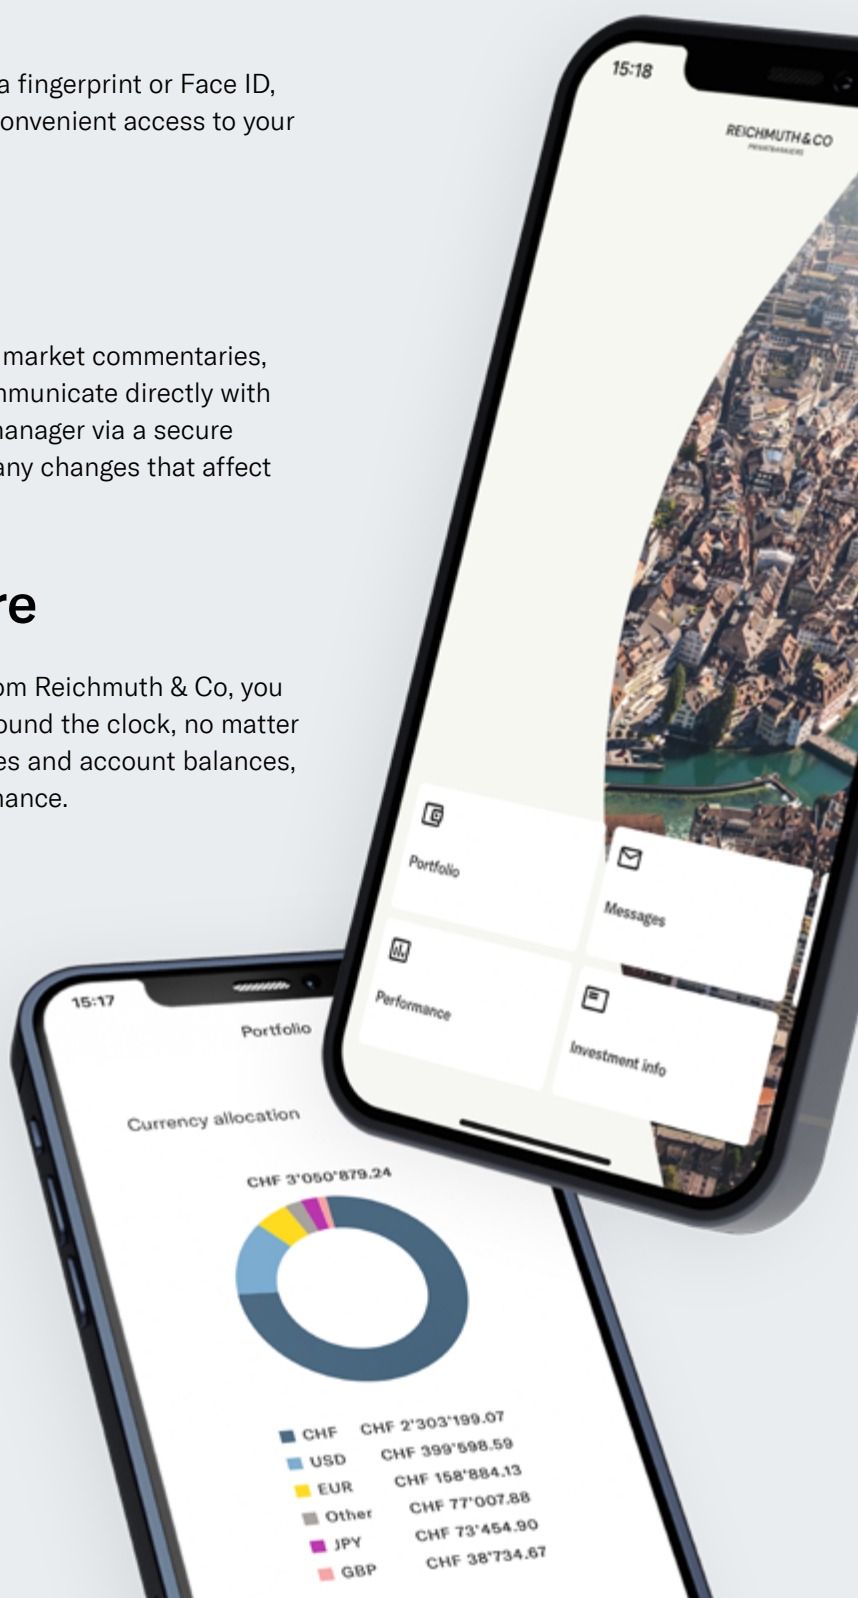 a fingerprint or Face ID,
onvenient access to your
market commentaries,
mmunicate directly with
manager via a secure
any changes that affect
re
om Reichmuth & Co, you
ound the clock, no matter
es and account balances,
nance.
15:18
REICHMUTH & CO
PRIVATBANKIERS
Portfolio
Messages
Performance
Investment info
15:17
Portfolio
Currency allocation
CHF 3'050'879.24
CHF CHF 2'303'199.07
USD CHF 399'598.59
EUR CHF 158'884.13
Other CHF 77'007.88
JPY CHF 73'454.90
GBP CHF 38'734.67